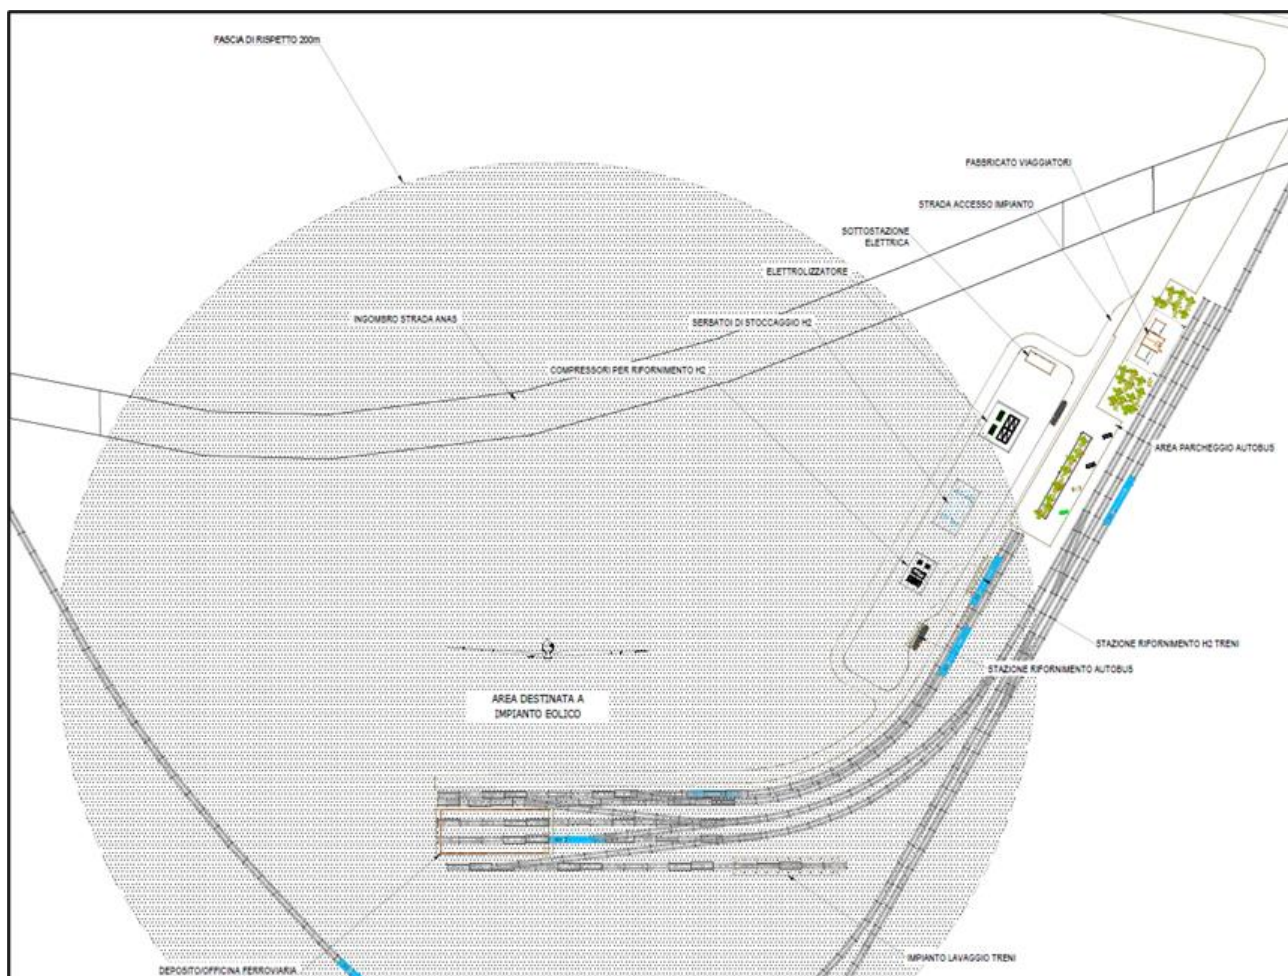 FASCIA DI RISPETTO 200m
FABBRICATO VIAGGIATORI
STRADA ACCESSO IMPIANTO
SOTTOSTAZIONE
ELETTRICA
ELETTROLIZZATORE
INGOMBRO STRADA ANAS
SERBATOI DI STOCCAGGIO H2
COMPRESSORI PER RIFORNIMENTO H2
AREA PARCHEGGIO AUTOBUS
STAZIONE RIFORNIMENTO H2 TRENI
STAZIONE RIFORNIMENTO AUTOBUS
AREA DESTINATA A
IMPIANTO EOLICO
IMPIANTO LAVAGGIO TRENI
DEPOSITO/OFFICINA FERROVIARIA